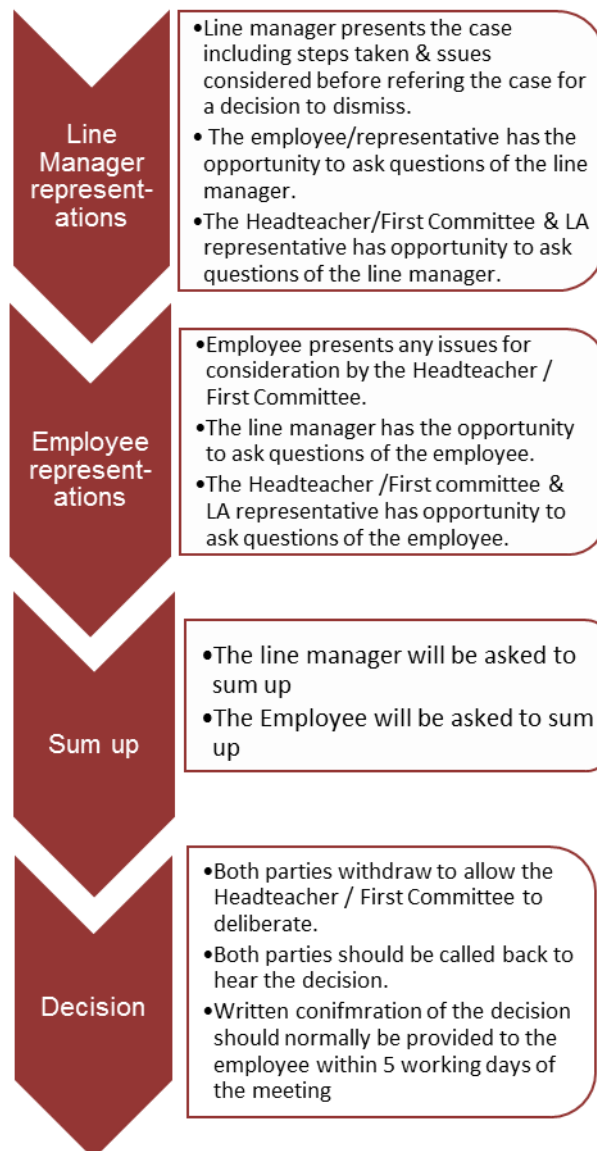 Line
Manager
represent-
ations
•Line manager presents the case
including steps taken & ssues
considered before refering the case for
a decision to dismiss.
• The employee/representative has the
opportunity to ask questions of the line
manager.
•The Headteacher/First Committee & LA
representative has opportunity to ask
questions of the line manager.
Employee
represent-
ations
•Employee presents any issues for
consideration by the Headteacher /
First Committee.
•The line manager has the opportunity
to ask questions of the employee.
•The Headteacher /First committee &
LA representative has opportunity to
ask questions of the employee.
Sum up
•The line manager will be asked to
sum up
•The Employee will be asked to sum
up
Decision
•Both parties withdraw to allow the
Headteacher / First Committee to
deliberate.
•Both parties should be called back to
hear the decision.
•Written conifmration of the decision
should normally be provided to the
employee within 5 working days of
the meeting